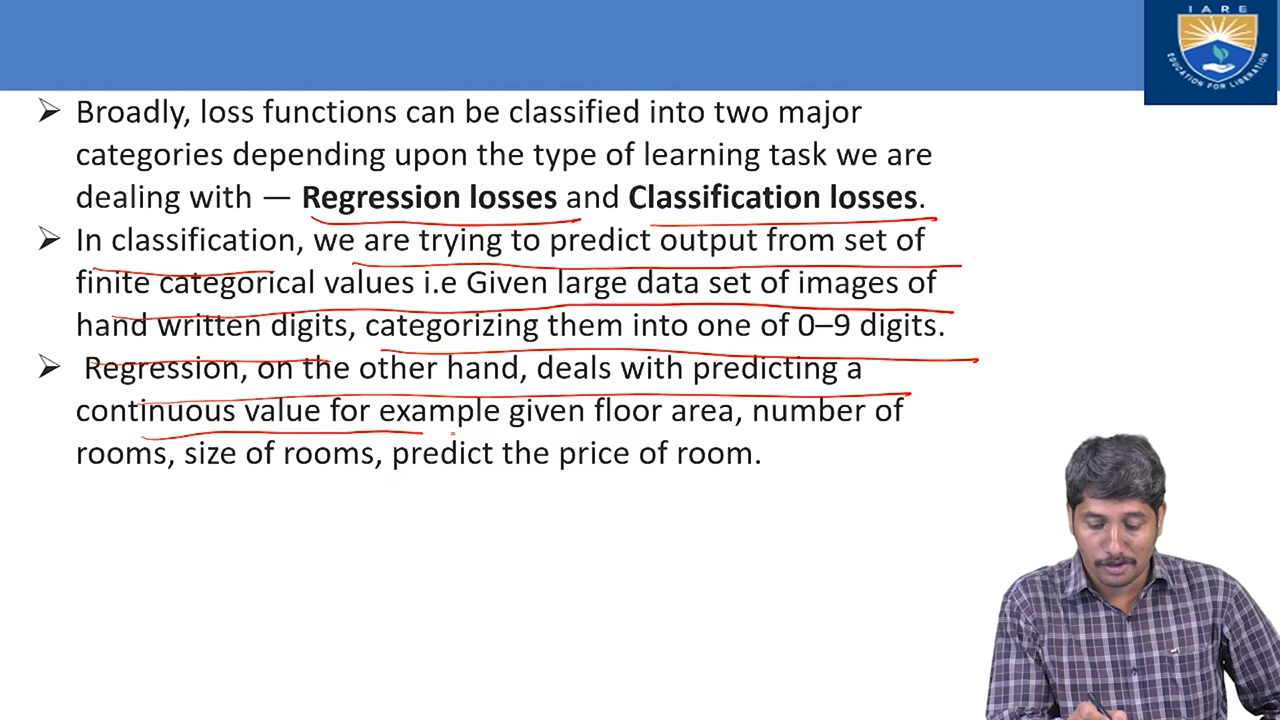 IARE
EDUCATION FOR LIBERATION
Broadly, loss functions can be classified into two major
categories depending upon the type of learning task we are
dealing with — Regression losses and Classification losses.
In classification, we are trying to predict output from set of
finite categorical values i.e Given large data set of images of
hand written digits, categorizing them into one of 0–9 digits.
Regression, on the other hand, deals with predicting a
continuous value for example given floor area, number of
rooms, size of rooms, predict the price of room.